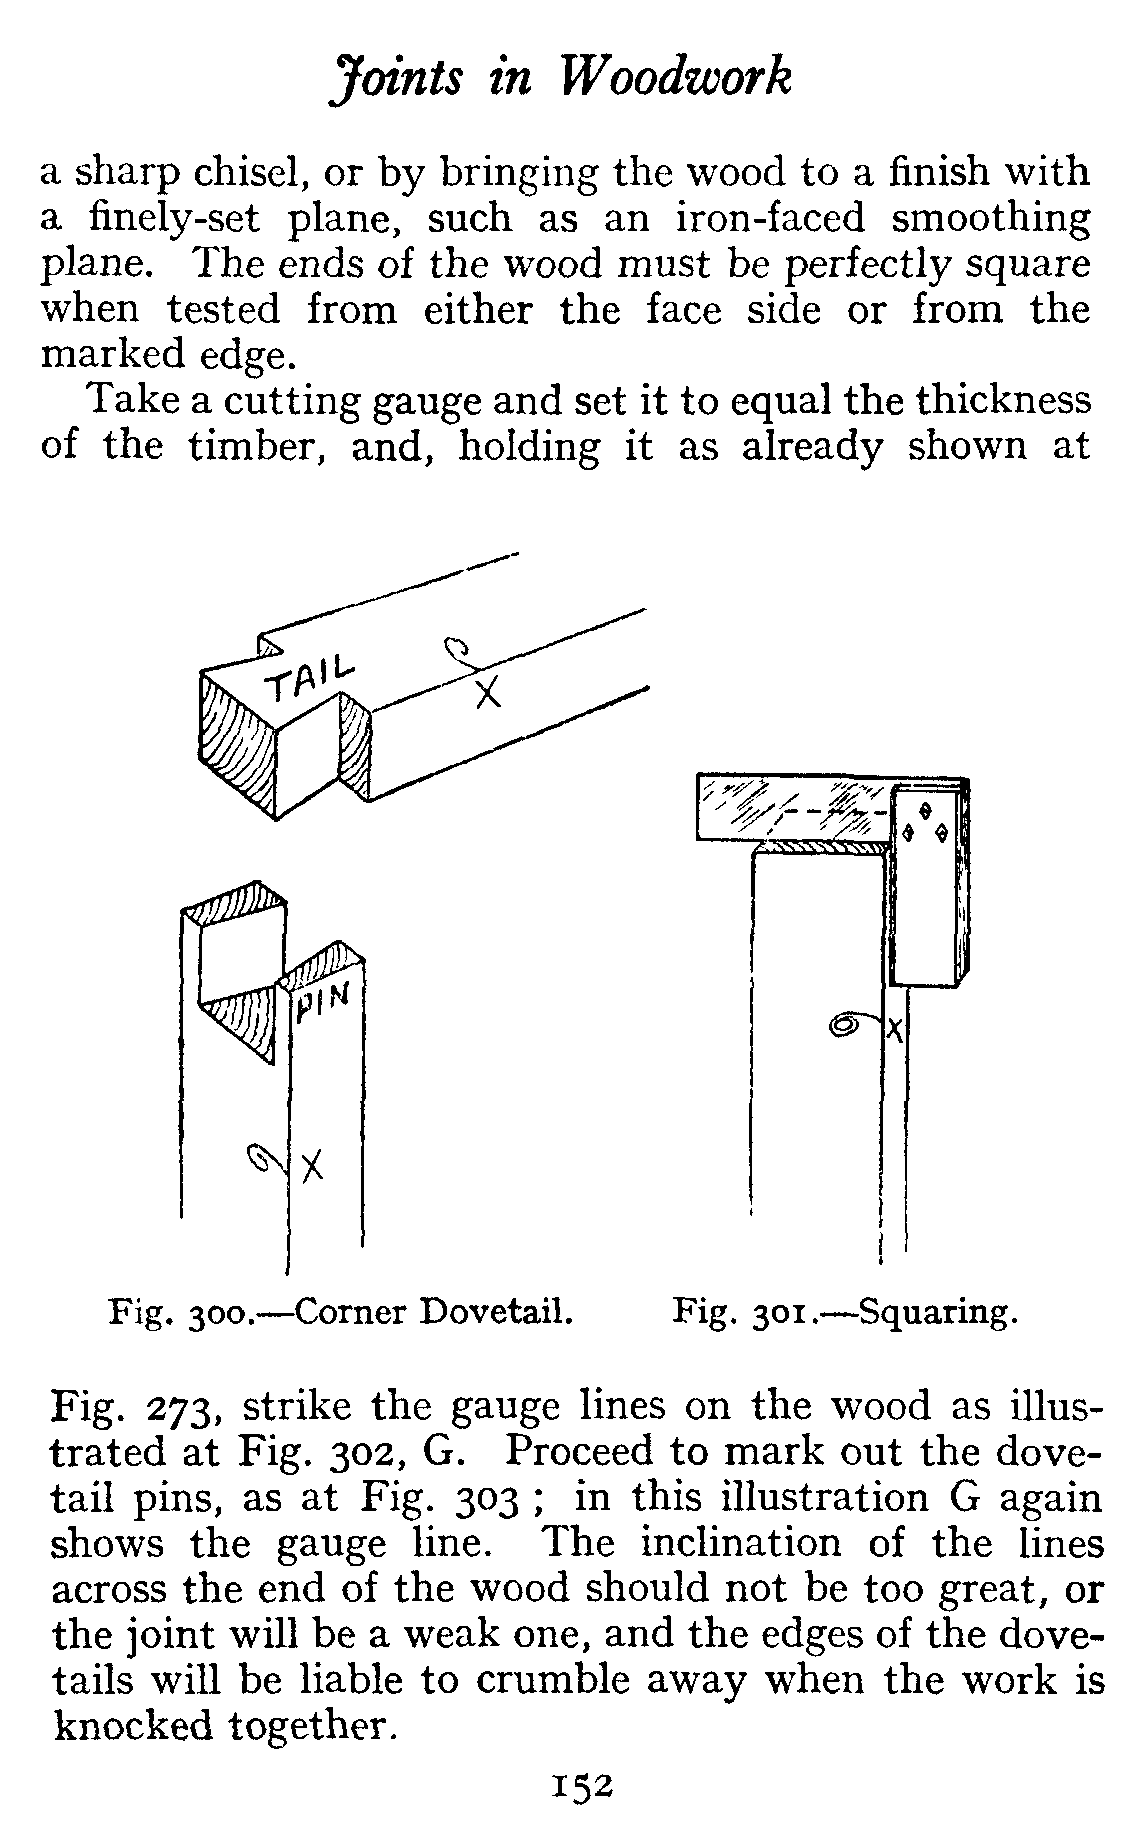 Joints in Woodwork
a sharp chisel, or by bringing the wood to a finish with
a finely-set plane, such as an iron-faced smoothing
plane. The ends of the wood must be perfectly square
when tested from either the face side or from the
marked edge.
Take a cutting gauge and set it to equal the thickness
of the timber, and, holding it as already shown at
TAIL
X
PIN
X
X
Fig. 300.—Corner Dovetail.
Fig. 301.—Squaring.
Fig. 273, strike the gauge lines on the wood as illus-
trated at Fig. 302, G. Proceed to mark out the dove-
tail pins, as at Fig. 303 ; in this illustration G again
shows the gauge line. The inclination of the lines
across the end of the wood should not be too great, or
the joint will be a weak one, and the edges of the dove-
tails will be liable to crumble away when the work is
knocked together.
152